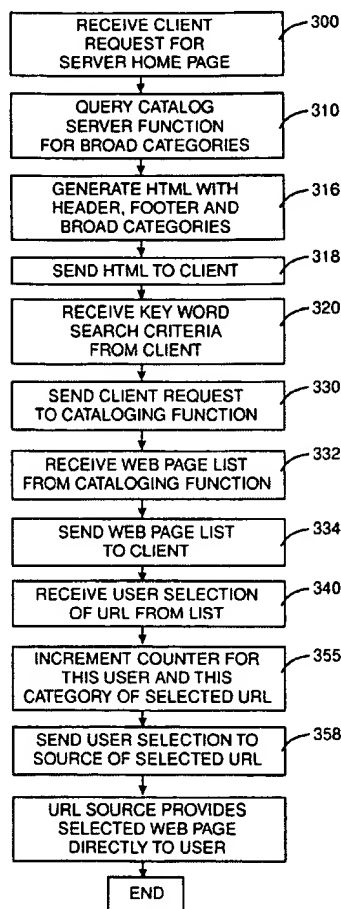 RECEIVE CLIENT
REQUEST FOR
SERVER HOME PAGE
300
QUERY CATALOG
SERVER FUNCTION
FOR BROAD CATEGORIES
310
GENERATE HTML WITH
HEADER, FOOTER AND
BROAD CATEGORIES
316
SEND HTML TO CLIENT
318
RECEIVE KEY WORD
SEARCH CRITERIA
FROM CLIENT
320
SEND CLIENT REQUEST
TO CATALOGING FUNCTION
330
RECEIVE WEB PAGE LIST
FROM CATALOGING FUNCTION
332
SEND WEB PAGE LIST
TO CLIENT
334
RECEIVE USER SELECTION
OF URL FROM LIST
340
INCREMENT COUNTER FOR
THIS USER AND THIS
CATEGORY OF SELECTED URL
355
SEND USER SELECTION TO
SOURCE OF SELECTED URL
358
URL SOURCE PROVIDES
SELECTED WEB PAGE
DIRECTLY TO USER
END